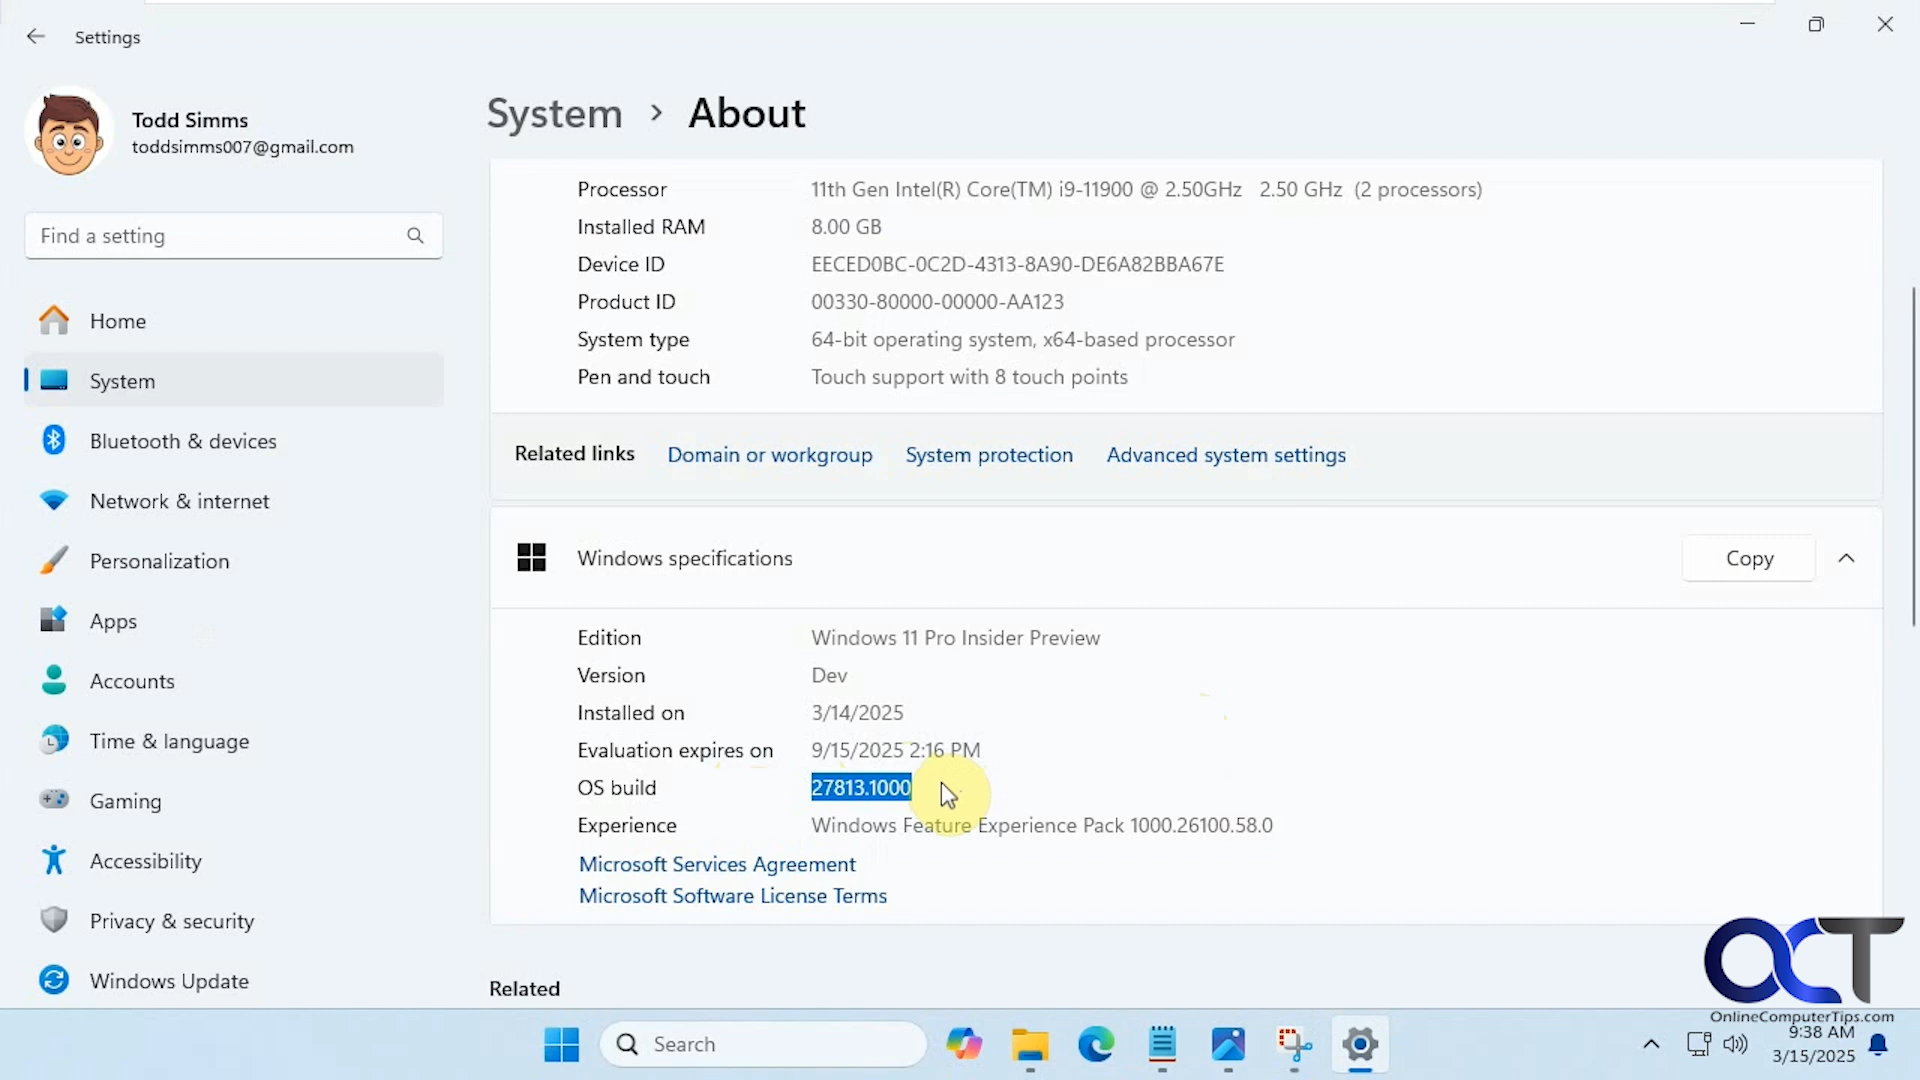 Settings
Todd Simms
toddsimms007@gmail.com
Find a setting
Home
System
Bluetooth & devices
Network & internet
Personalization
Apps
Accounts
Time & language
Gaming
Accessibility
Privacy & security
Windows Update
System > About
Processor 11th Gen Intel(R) Core(TM) i9-11900 @ 2.50GHz 2.50 GHz (2 processors)
Installed RAM 8.00 GB
Device ID EECED0BC-0C2D-4313-8A90-DE6A82BBA67E
Product ID 00330-80000-00000-AA123
System type 64-bit operating system, x64-based processor
Pen and touch Touch support with 8 touch points
Related links Domain or workgroup System protection Advanced system settings
Windows specifications Copy
Edition Windows 11 Pro Insider Preview
Version Dev
Installed on 3/14/2025
Evaluation expires on 9/15/2025 2:16 PM
OS build 27813.1000
Experience Windows Feature Experience Pack 1000.26100.58.0
Microsoft Services Agreement
Microsoft Software License Terms
Related
OCT
OnlineComputerTips.com
Search
9:38 AM
3/15/2025